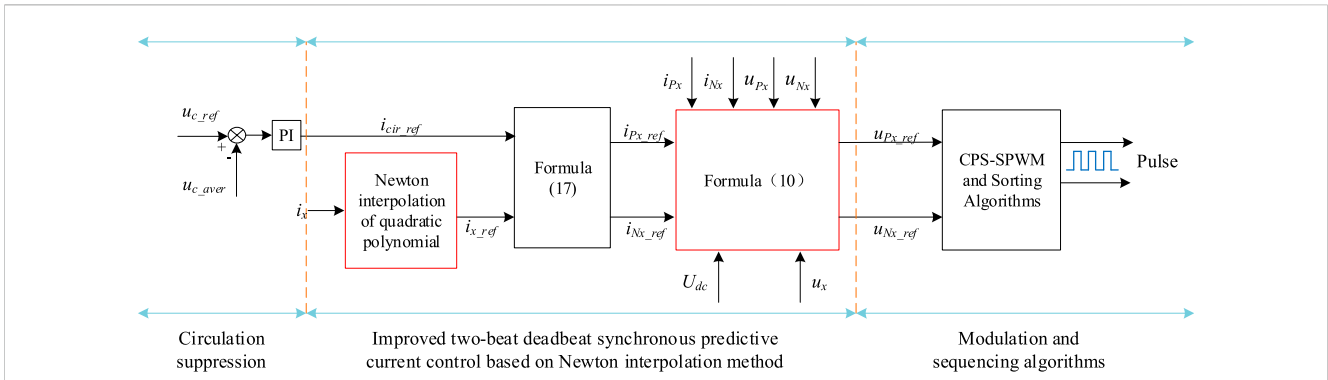 i_Px
i_Nx
u_Px
u_Nx
u_c_ref
+
-
u_c_aver
PI
i_cir_ref
i_x
Newton
interpolation
of quadratic
polynomial
i_x_ref
Formula
(17)
i_Px_ref
i_Nx_ref
Formula（10）
U_dc
u_x
u_Px_ref
u_Nx_ref
CPS-SPWM
and Sorting
Algorithms
Pulse
Circulation
suppression
Improved two-beat deadbeat synchronous predictive
current control based on Newton interpolation method
Modulation and
sequencing algorithms